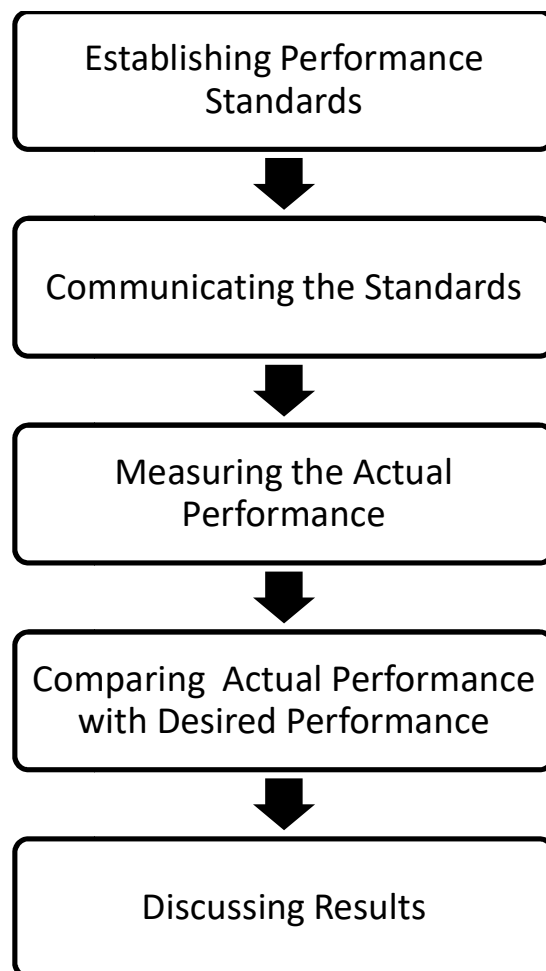 Establishing Performance
Standards
Communicating the Standards
Measuring the Actual
Performance
Comparing  Actual Performance
with Desired Performance
Discussing Results